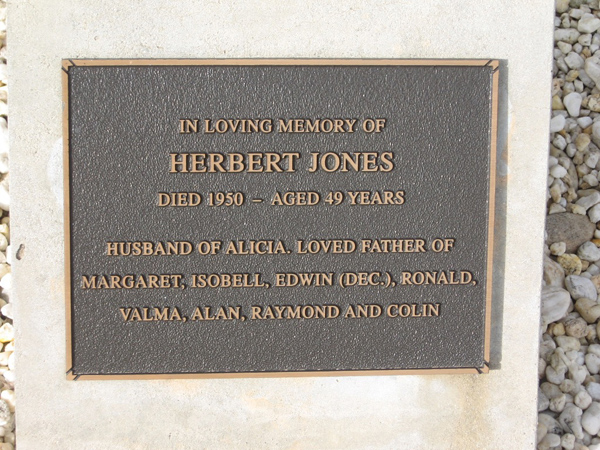 IN LOVING MEMORY OF
HERBERT JONES
DIED 1950 – AGED 49 YEARS
HUSBAND OF ALICIA. LOVED FATHER OF
MARGARET, ISOBELL, EDWIN (DEC.), RONALD,
VALMA, ALAN, RAYMOND AND COLIN